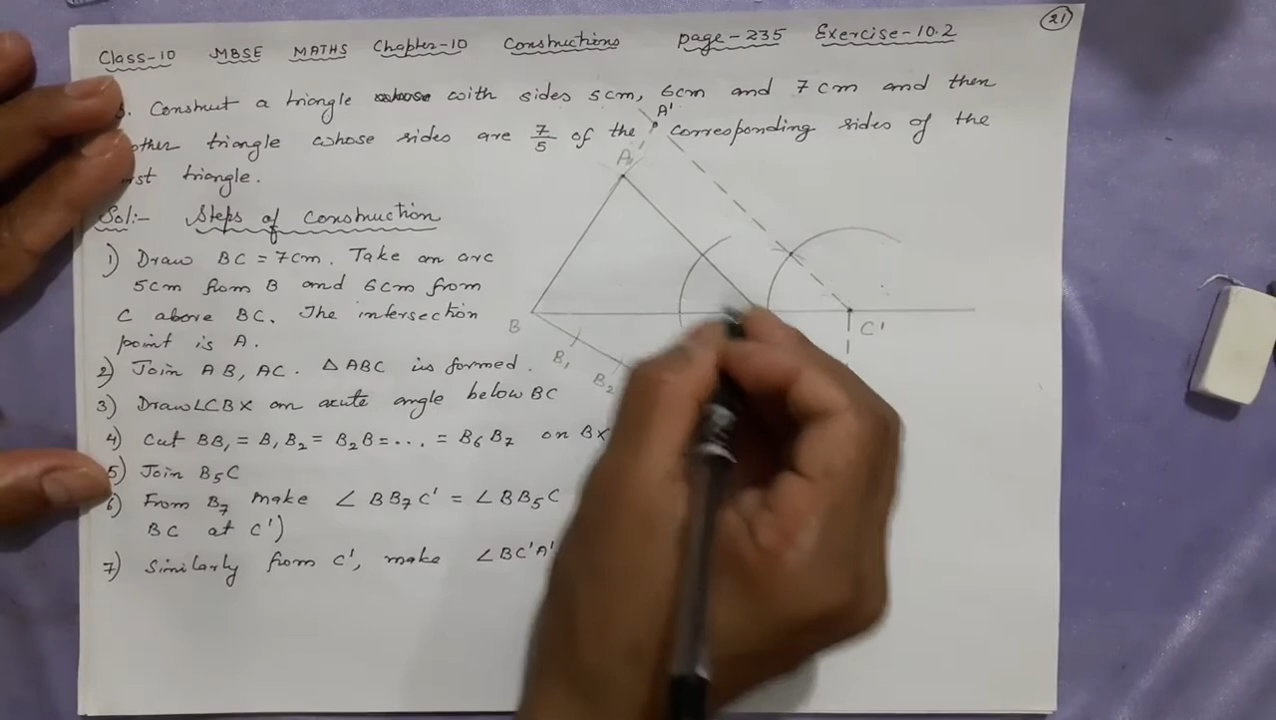 21
Class-10 MBSE MATHS Chapter-10 Constructions page-235 Exercise-10.2
Construct a triangle with sides 5cm, 6cm and 7cm and then
triangle whose sides are 7/5 of the corresponding sides of the
triangle.
Sol:- Steps of Construction
1) Draw BC = 7cm. Take an arc
5cm from B and 6cm from
C above BC. The intersection
point is A.
2) Join AB, AC. △ABC is formed.
3) Draw ∠CBX an acute angle below BC
4) Cut BB₁ = B₁B₂ = B₂B = .... = B₆B₇ on BX
5) Join B₅C
6) From B₇ make ∠BB₇C' = ∠BB₅C
BC at C')
7) Similarly from C', make ∠BC'A'
A'
A
B
C'
B₁
B₂